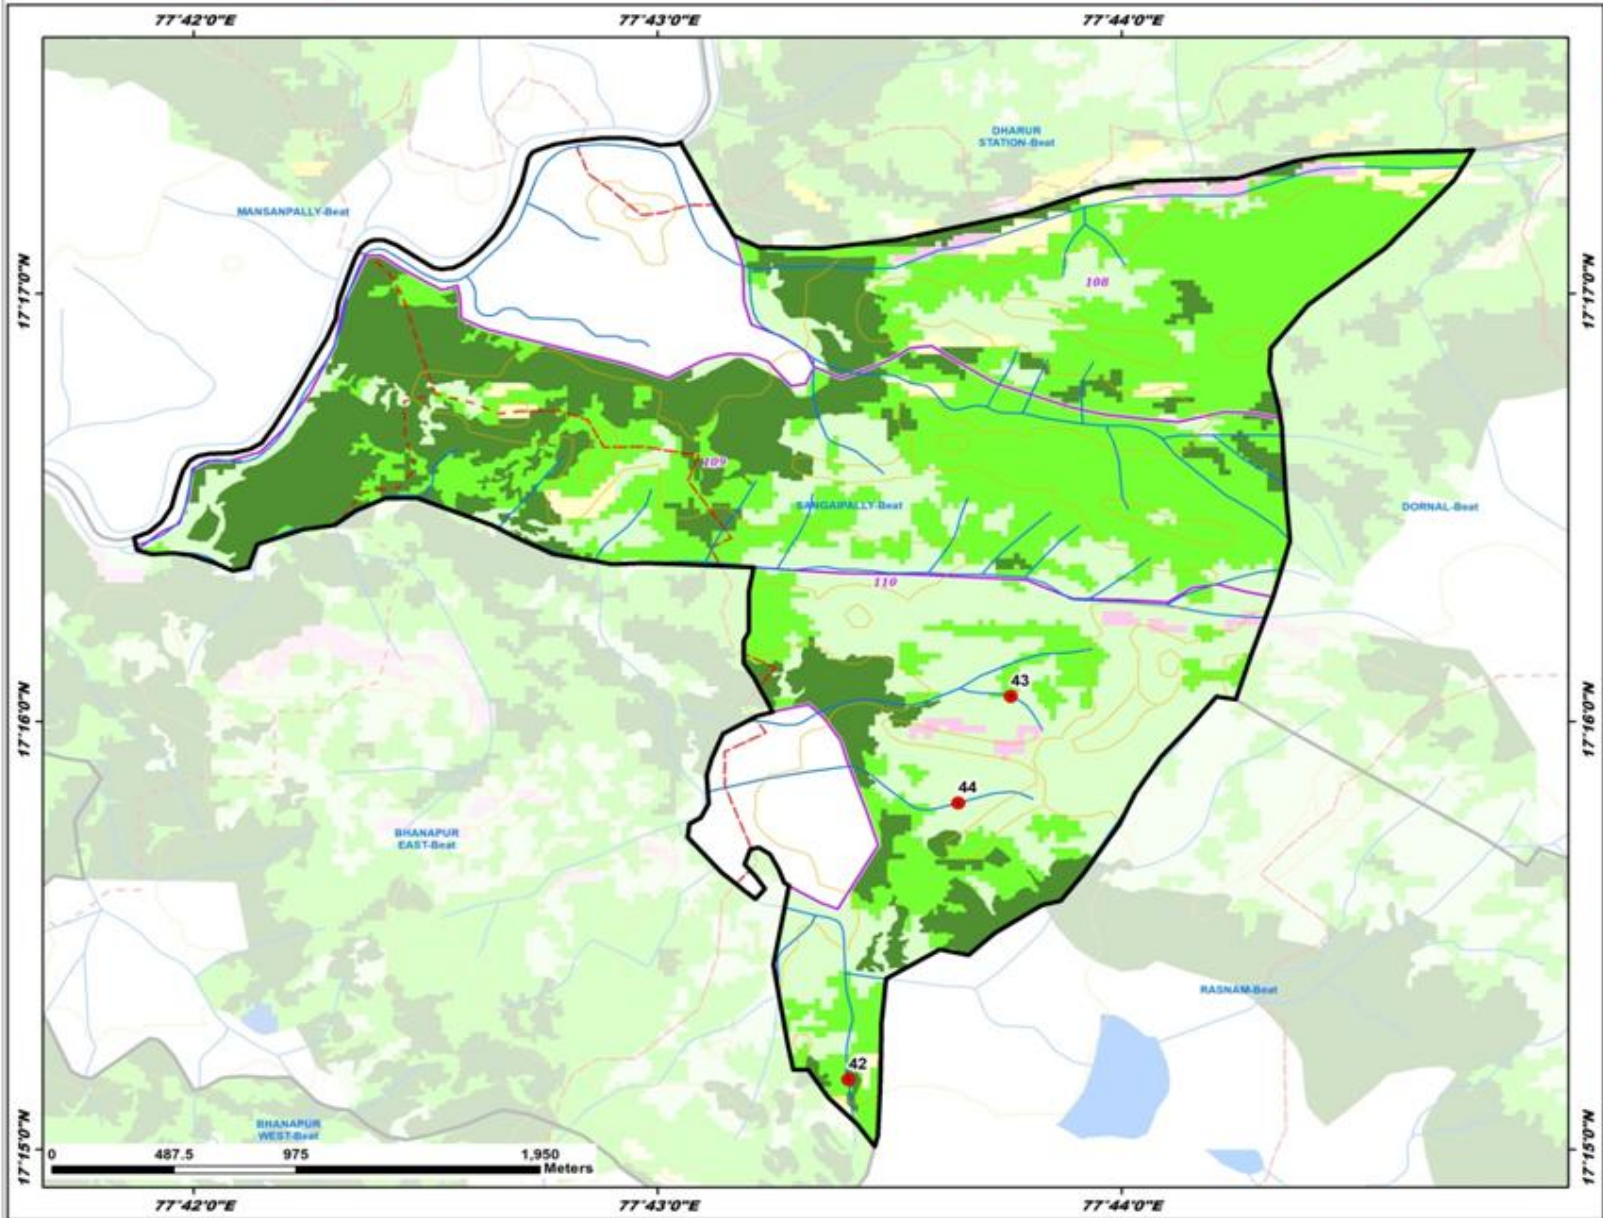 77°42'0"E
77°43'0"E
77°44'0"E
DHARUR
STATION-Beat
MANSANPALLY-Beat
108
17°17'0"N
17°17'0"N
109
SANGAIPALLY-Beat
DORNAL-Beat
110
43
17°16'0"N
17°16'0"N
44
BHANAPUR
EAST-Beat
RASNAM-Beat
42
BHANAPUR
WEST-Beat
17°15'0"N
17°15'0"N
0 487.5 975 1,950
Meters
77°42'0"E
77°43'0"E
77°44'0"E